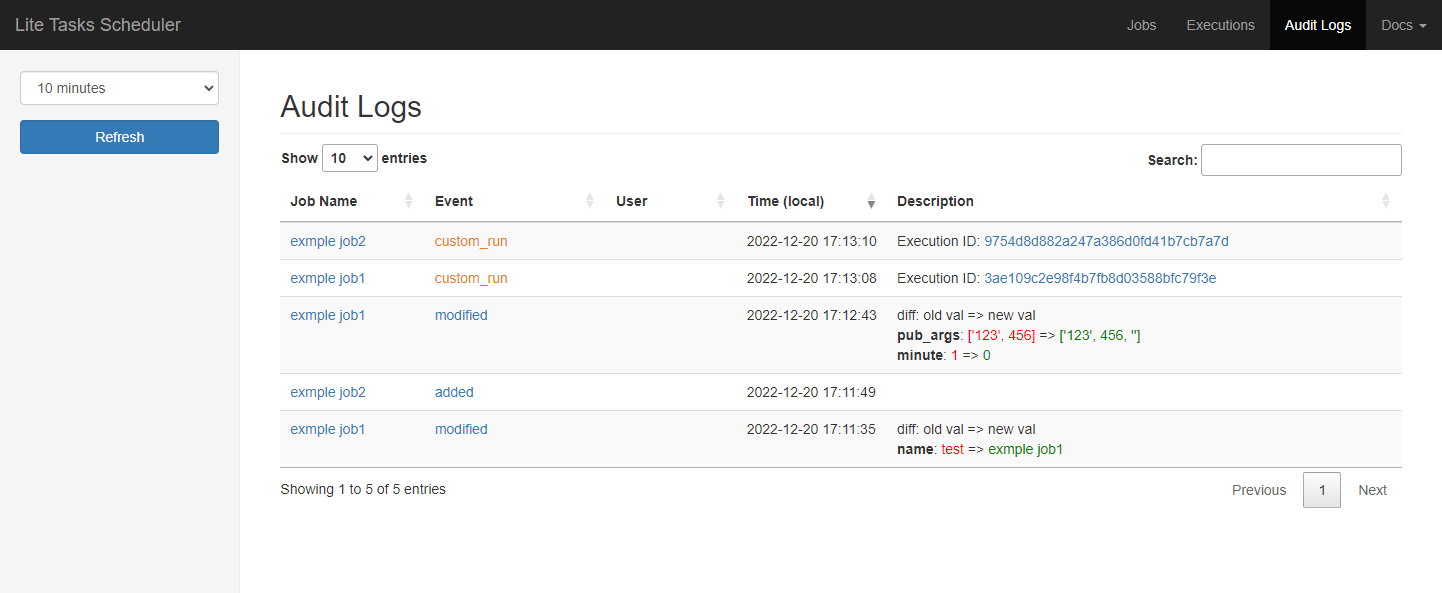 Lite Tasks Scheduler Jobs Executions Audit Logs Docs
10 minutes
Refresh
Audit Logs
Show 10 entries Search:
Job Name Event User Time (local) Description
exmple job2 custom_run 2022-12-20 17:13:10 Execution ID: 9754d8d882a247a386d0fd41b7cb7a7d
exmple job1 custom_run 2022-12-20 17:13:08 Execution ID: 3ae109c2e98f4b7fb8d03588bfc79f3e
exmple job1 modified 2022-12-20 17:12:43 diff: old val => new val
pub_args: ['123', 456] => ['123', 456, '']
minute: 1 => 0
exmple job2 added 2022-12-20 17:11:49
exmple job1 modified 2022-12-20 17:11:35 diff: old val => new val
name: test => exmple job1
Showing 1 to 5 of 5 entries Previous 1 Next